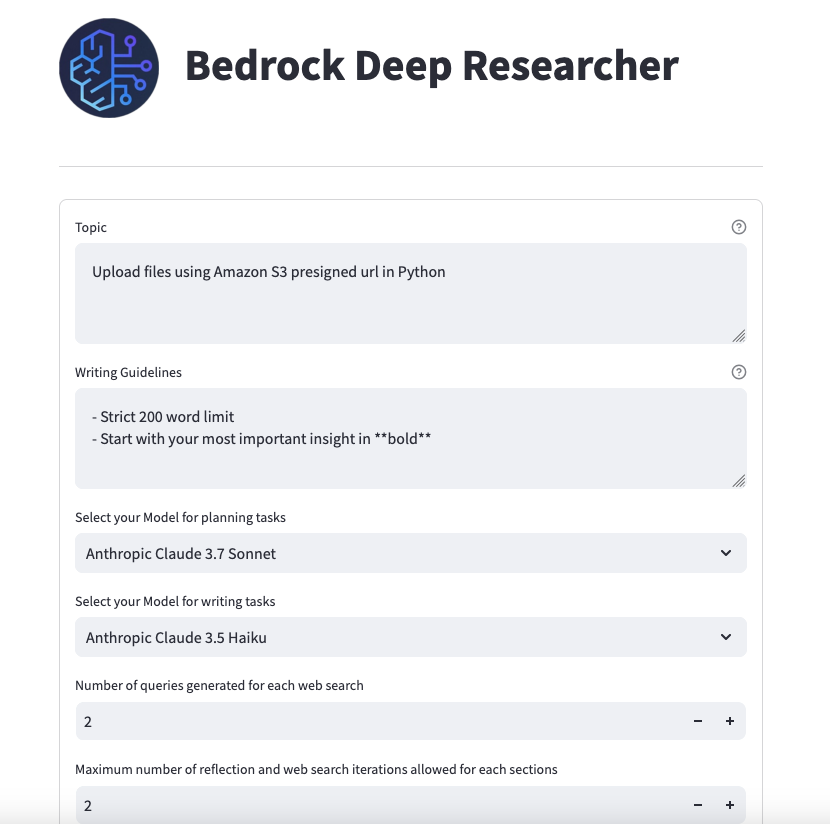 Bedrock Deep Researcher
Topic
Upload files using Amazon S3 presigned url in Python
Writing Guidelines
- Strict 200 word limit
- Start with your most important insight in **bold**
Select your Model for planning tasks
Anthropic Claude 3.7 Sonnet
Select your Model for writing tasks
Anthropic Claude 3.5 Haiku
Number of queries generated for each web search
2
Maximum number of reflection and web search iterations allowed for each sections
2